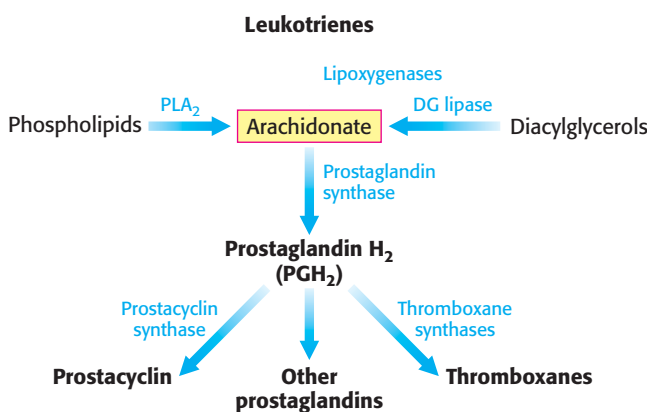 Leukotrienes
Lipoxygenases
PLA₂
DG lipase
Phospholipids
Arachidonate
Diacylglycerols
Prostaglandin
synthase
Prostaglandin H₂
(PGH₂)
Prostacyclin
synthase
Thromboxane
synthases
Prostacyclin
Other
prostaglandins
Thromboxanes